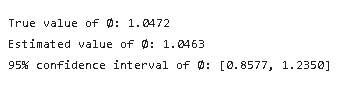 True value of Ø: 1.0472
Estimated value of Ø: 1.0463
95% confidence interval of Ø: [0.8577, 1.2350]